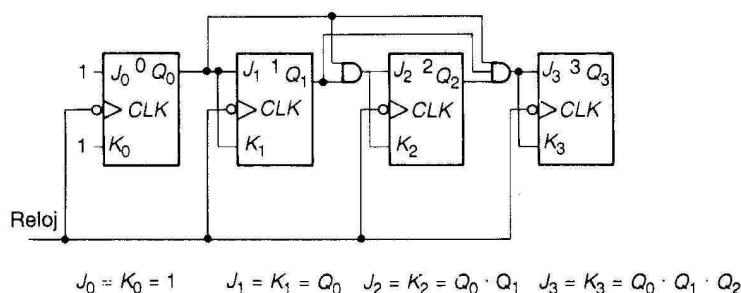 J₀ 0 Q₀ J₁ 1 Q₁ J₂ 2 Q₂ J₃ 3 Q₃
1
CLK CLK CLK CLK
1 K₀ K₁ K₂ K₃
Reloj
J₀ = K₀ = 1 J₁ = K₁ = Q₀ J₂ = K₂ = Q₀ · Q₁ J₃ = K₃ = Q₀ · Q₁ · Q₂